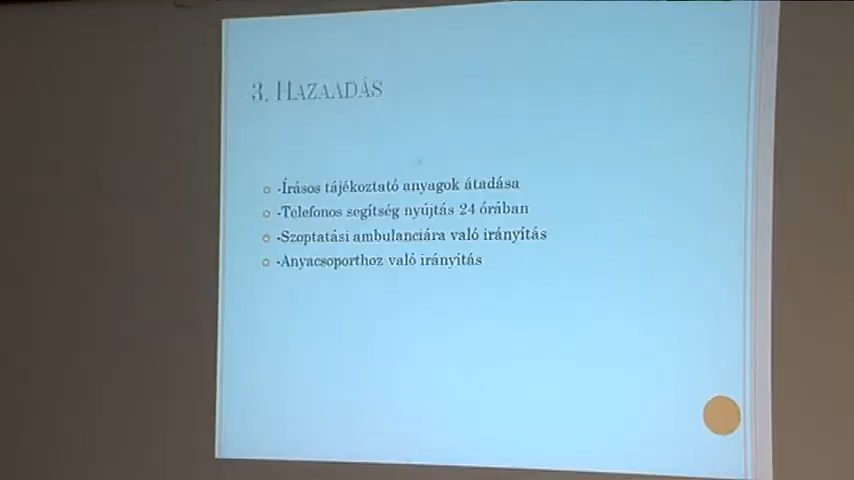 3. HAZAADÁS
-Írásos tájékoztató anyagok átadása
-Telefonos segítség nyújtás 24 órában
-Szoptatási ambulanciára való irányítás
-Anyacsoporthoz való irányítás